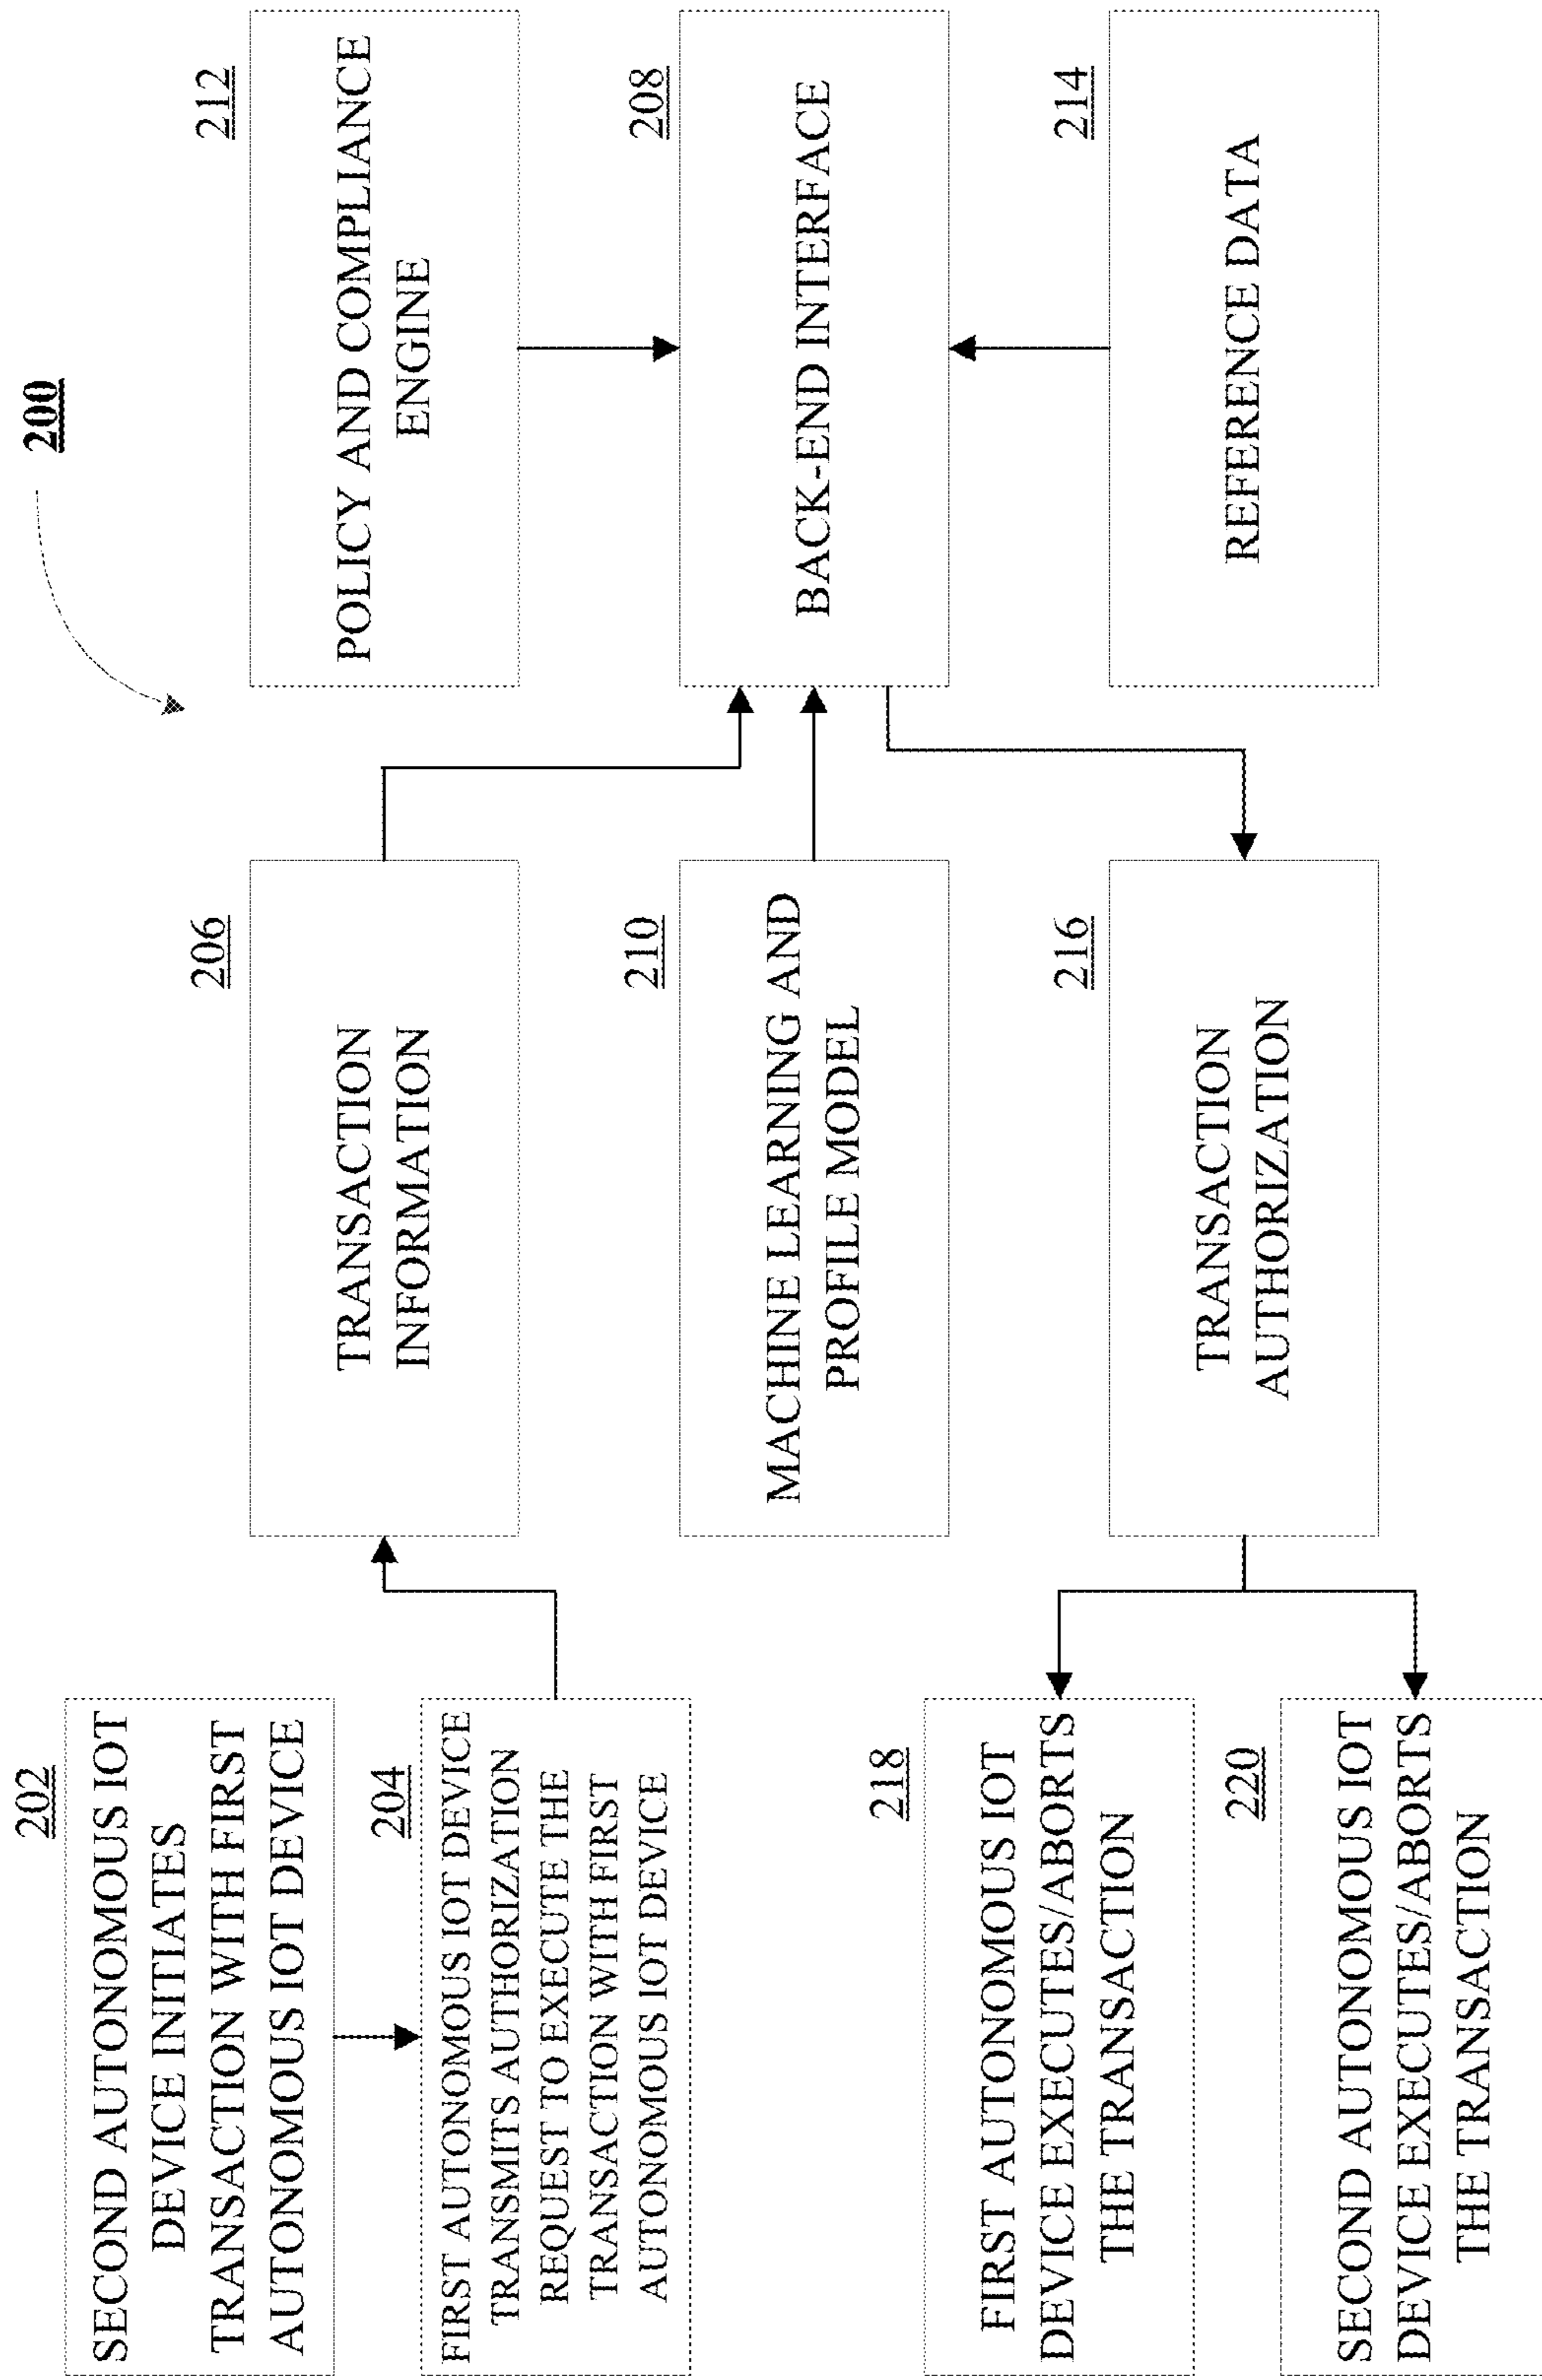 200
202
SECOND AUTONOMOUS IOT
DEVICE INITIATES
TRANSACTION WITH FIRST
AUTONOMOUS IOT DEVICE
204
FIRST AUTONOMOUS IOT DEVICE
TRANSMITS AUTHORIZATION
REQUEST TO EXECUTE THE
TRANSACTION WITH FIRST
AUTONOMOUS IOT DEVICE
206
TRANSACTION
INFORMATION
212
POLICY AND COMPLIANCE
ENGINE
210
MACHINE LEARNING AND
PROFILE MODEL
208
BACK-END INTERFACE
214
REFERENCE DATA
216
TRANSACTION
AUTHORIZATION
218
FIRST AUTONOMOUS IOT
DEVICE EXECUTES/ABORTS
THE TRANSACTION
220
SECOND AUTONOMOUS IOT
DEVICE EXECUTES/ABORTS
THE TRANSACTION